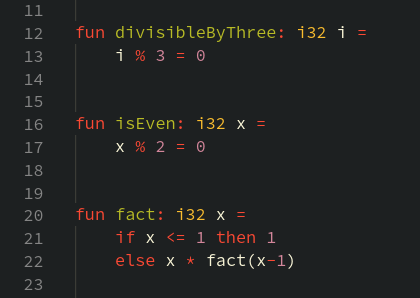 11
12 fun divisibleByThree: i32 i =
13     i % 3 = 0
14
15
16 fun isEven: i32 x =
17     x % 2 = 0
18
19
20 fun fact: i32 x =
21     if x <= 1 then 1
22     else x * fact(x-1)
23